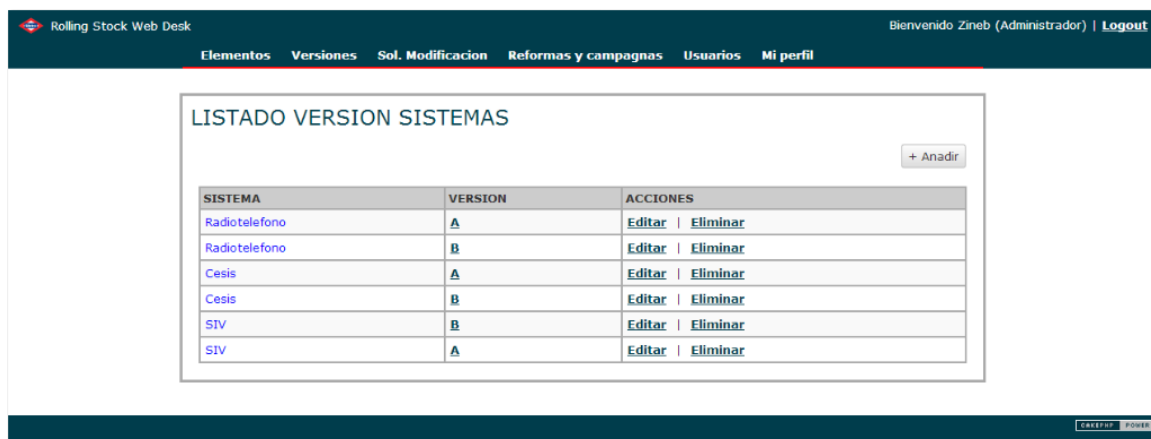 Rolling Stock Web Desk Bienvenido Zineb (Administrador) | Logout
Elementos Versiones Sol. Modificacion Reformas y campagnas Usuarios Mi perfil
LISTADO VERSION SISTEMAS
+ Anadir
SISTEMA VERSION ACCIONES
Radiotelefono A Editar | Eliminar
Radiotelefono B Editar | Eliminar
Cesis A Editar | Eliminar
Cesis B Editar | Eliminar
SIV B Editar | Eliminar
SIV A Editar | Eliminar
CAKEPHP POWER